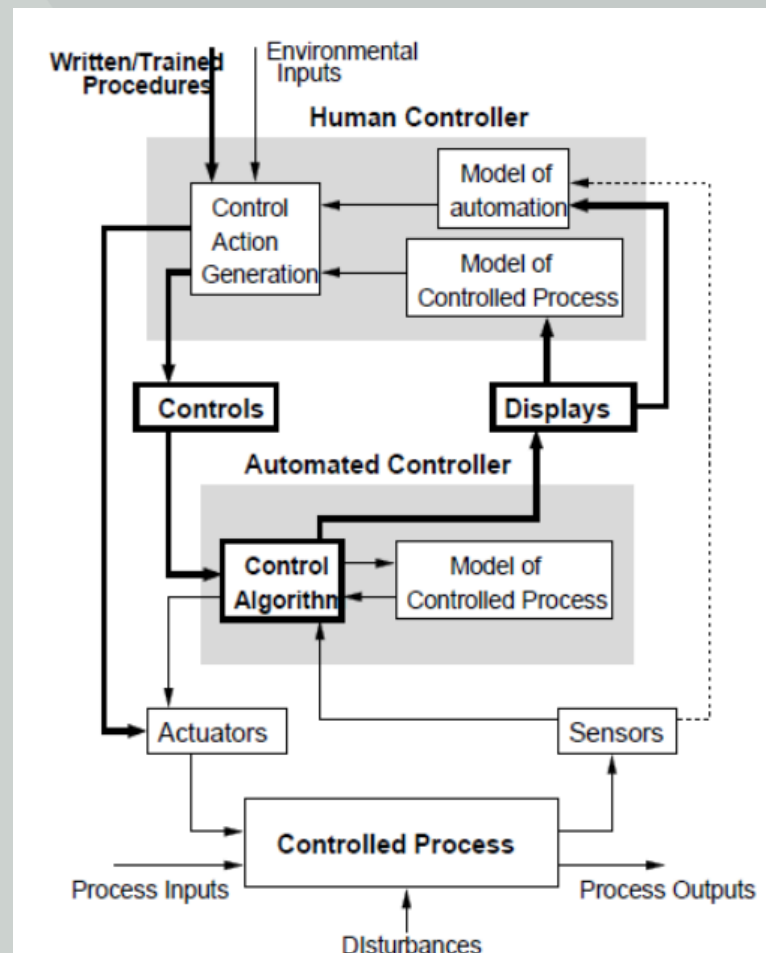 Written/Trained
Procedures
Environmental
Inputs
Human Controller
Control
Action
Generation
Model of
automation
Model of
Controlled Process
Controls
Displays
Automated Controller
Control
Algorithm
Model of
Controlled Process
Actuators
Sensors
Controlled Process
Process Inputs
Process Outputs
DIsturbances